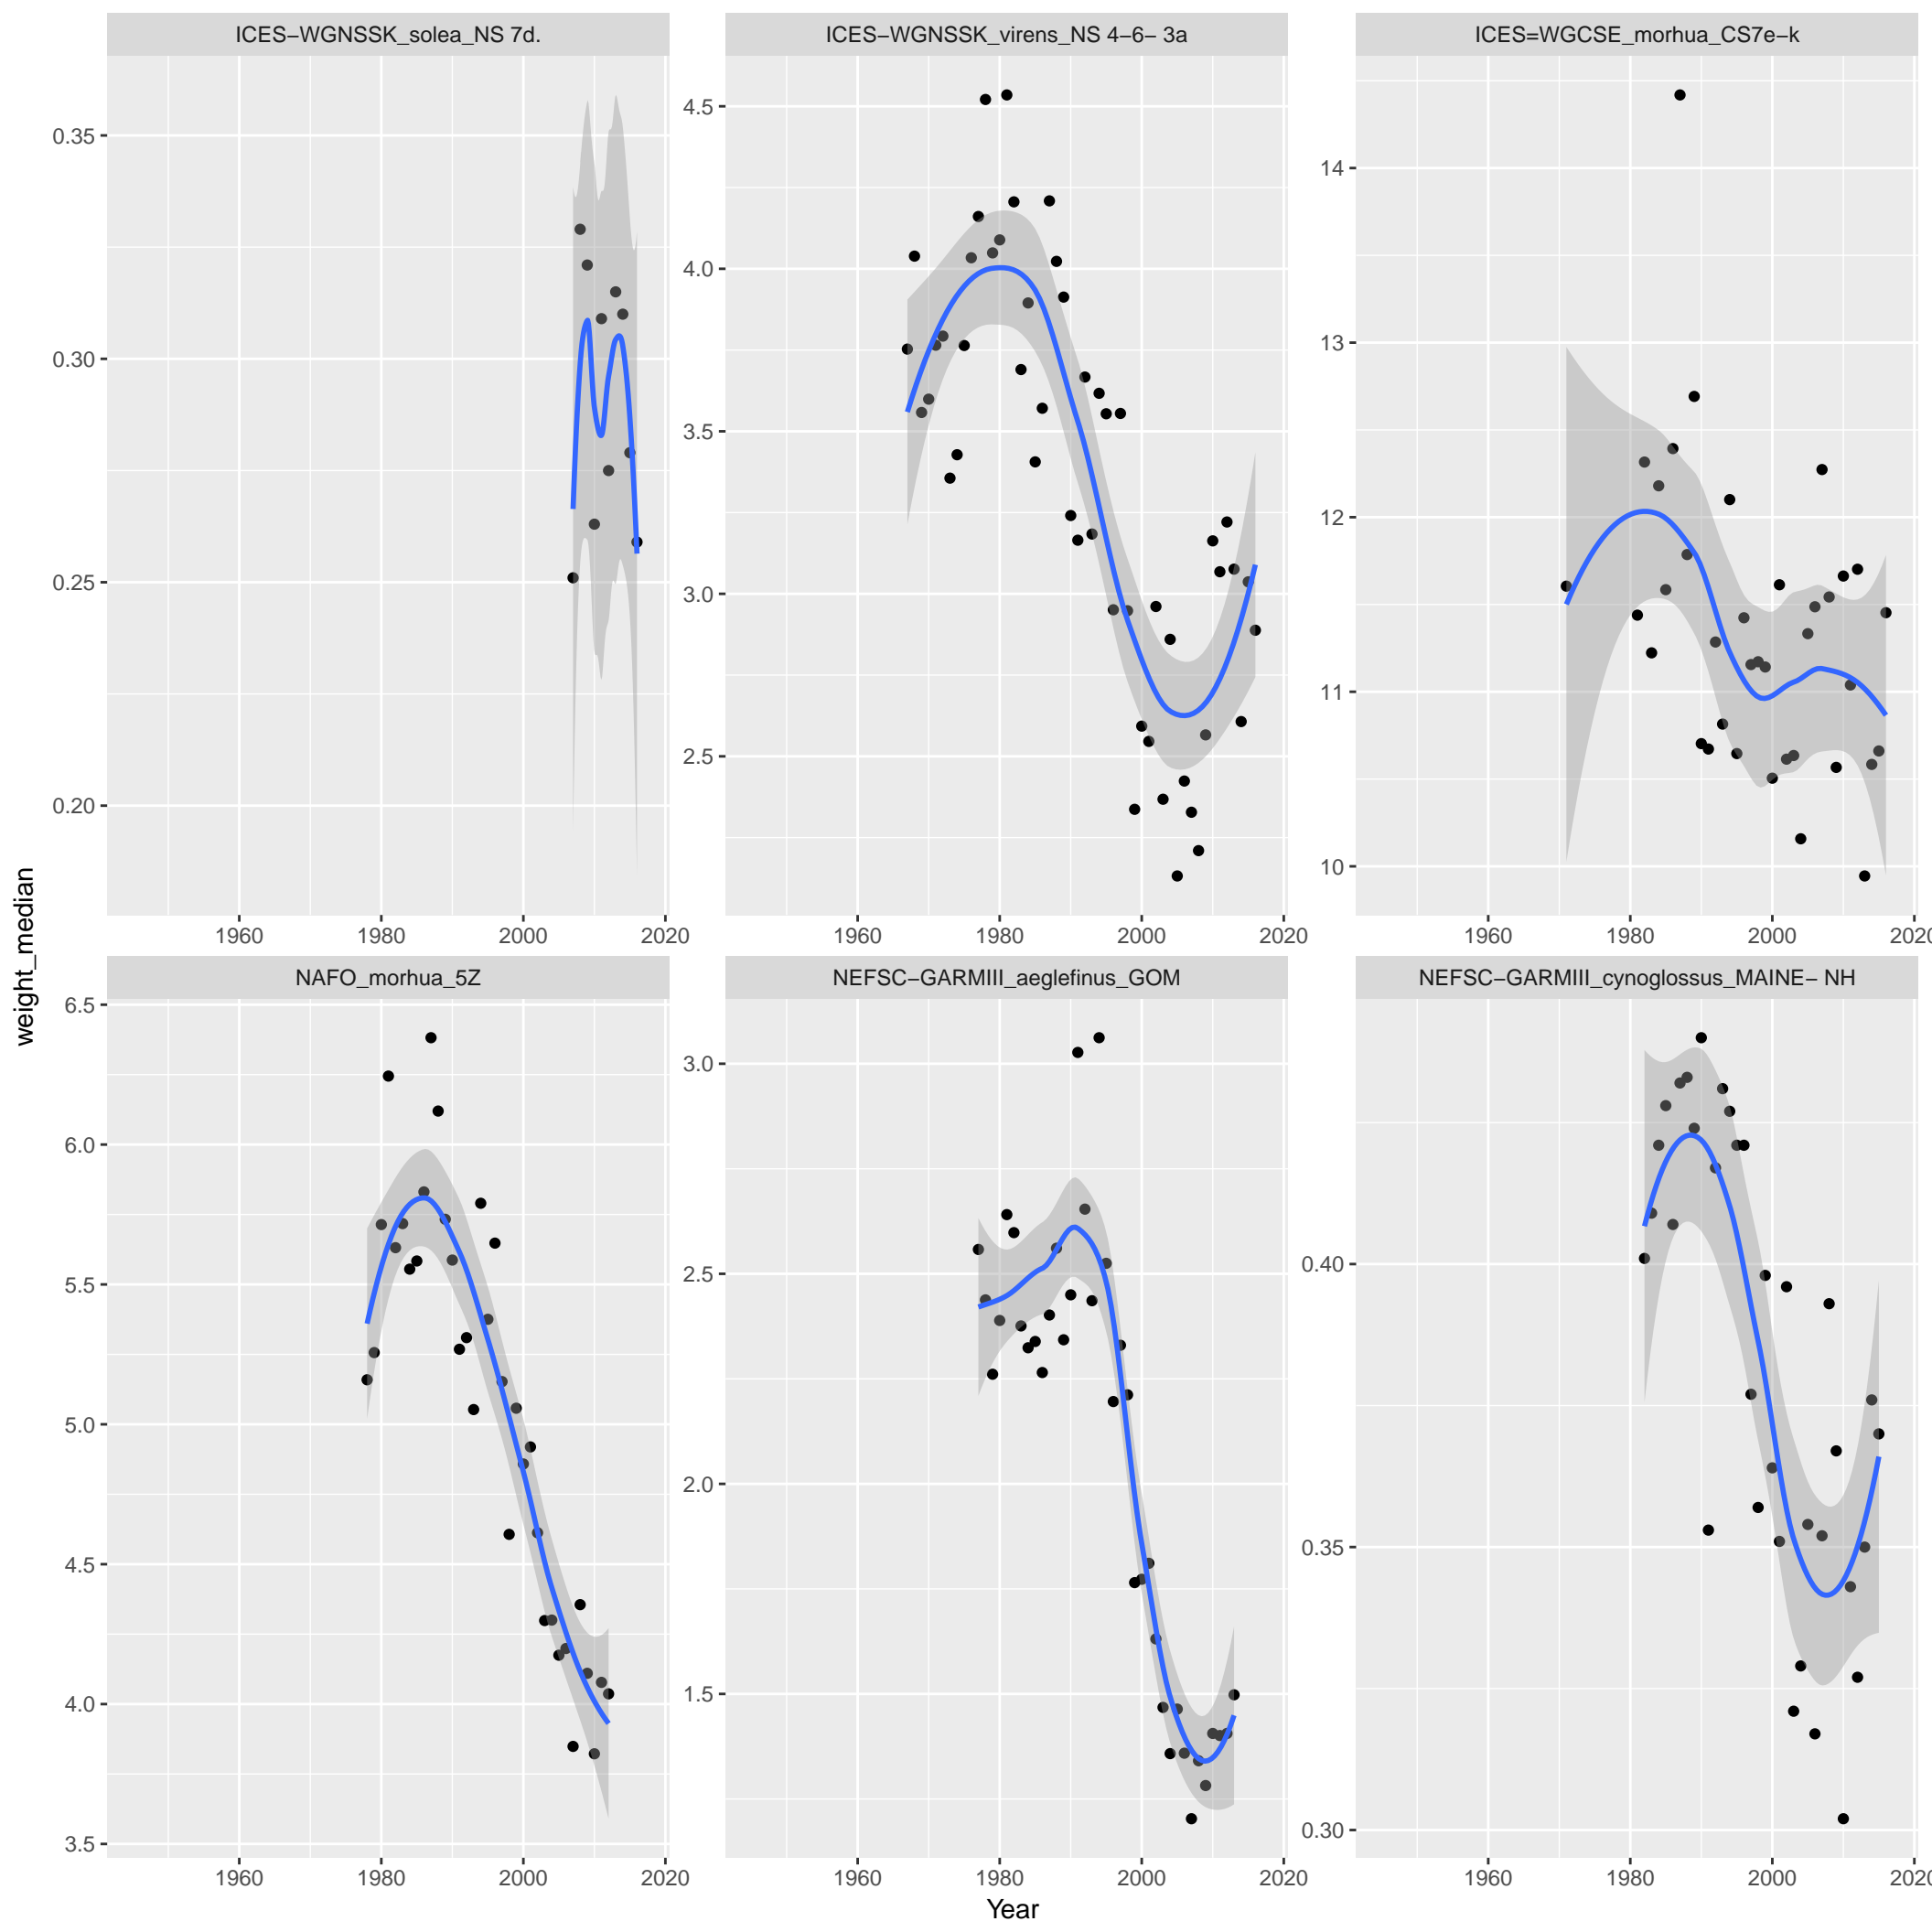 ICES−WGNSSK_solea_NS 7d.
ICES−WGNSSK_virens_NS 4−6− 3a
ICES=WGCSE_morhua_CS7e−k
0.35
0.30
0.25
0.20
4.5
4.0
3.5
3.0
2.5
14
13
12
11
10
1960 1980 2000 2020
1960 1980 2000 2020
1960 1980 2000 2020
NAFO_morhua_5Z
NEFSC−GARMIII_aeglefinus_GOM
NEFSC−GARMIII_cynoglossus_MAINE− NH
6.5
6.0
5.5
5.0
4.5
4.0
3.5
3.0
2.5
2.0
1.5
0.40
0.35
0.30
1960 1980 2000 2020
1960 1980 2000 2020
1960 1980 2000 2020
weight_median
Year